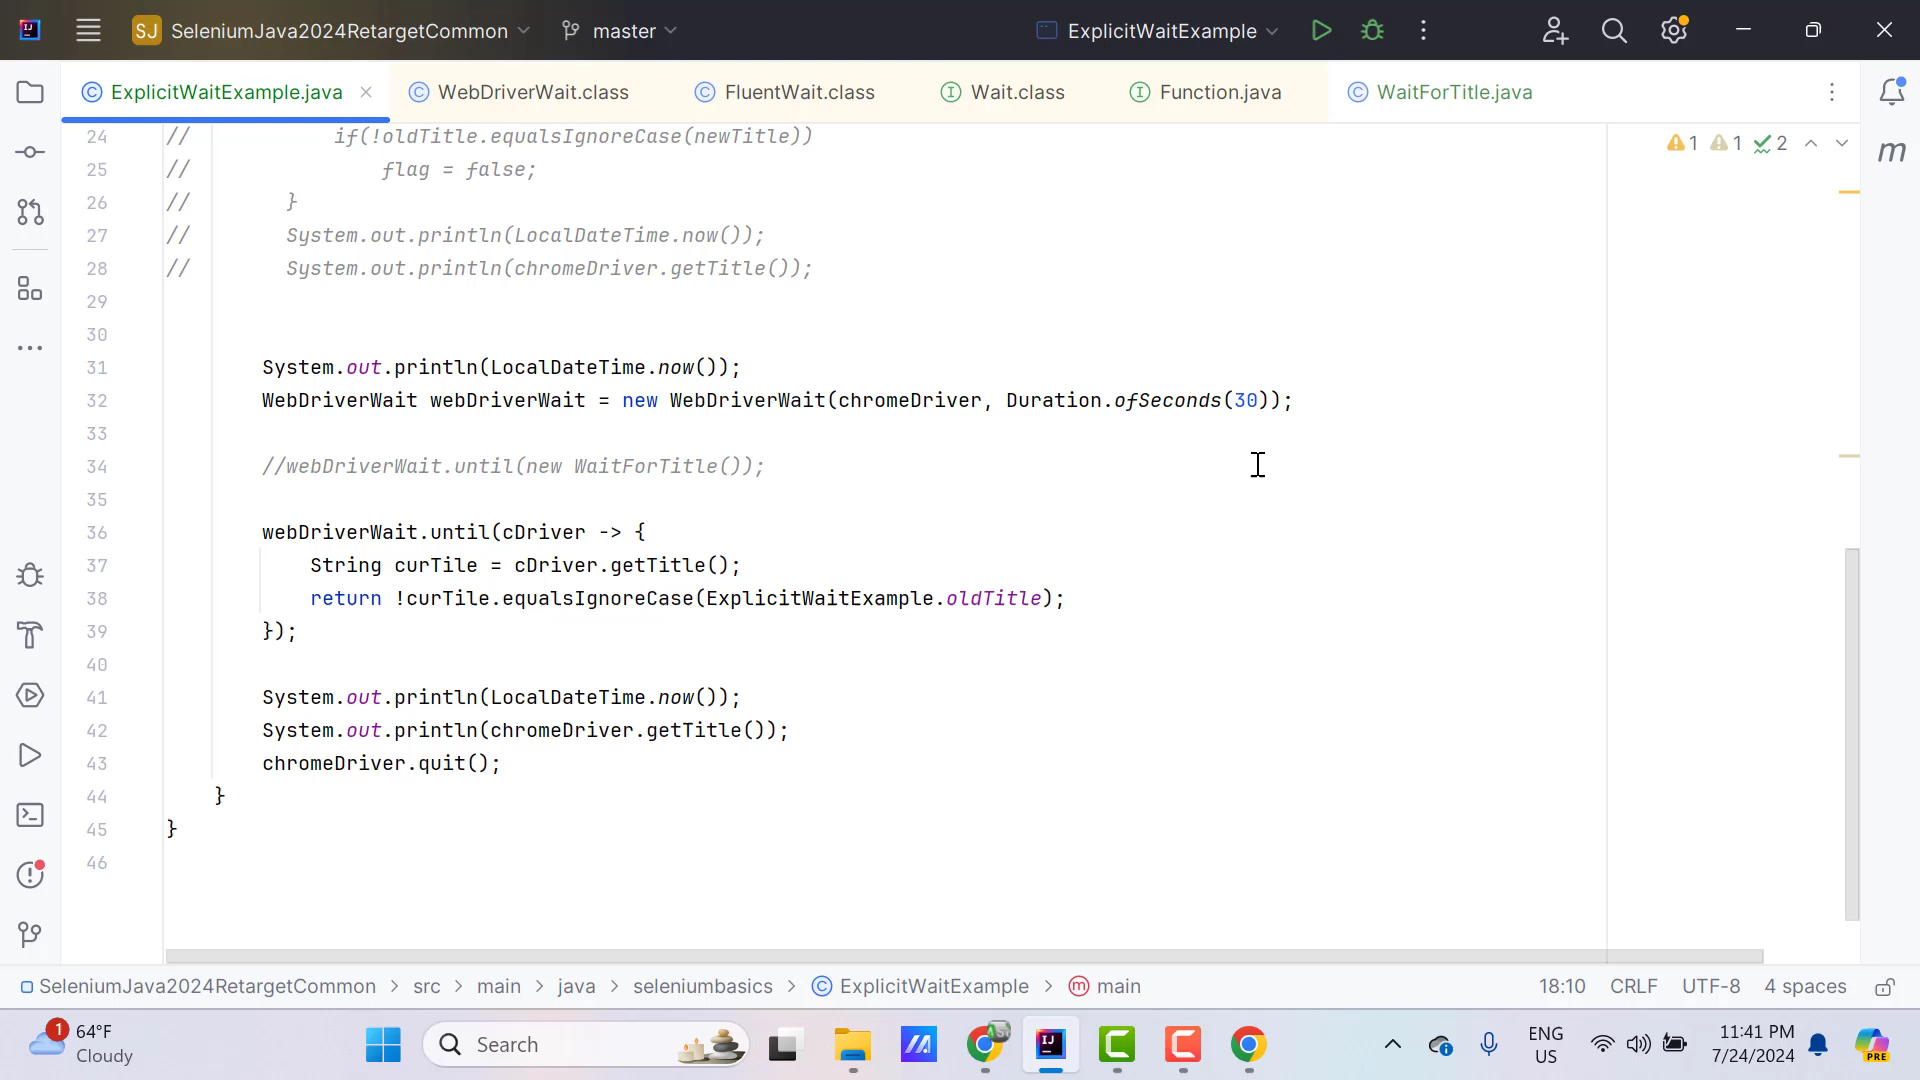 SJ SeleniumJava2024RetargetCommon master ExplicitWaitExample
ExplicitWaitExample.java WebDriverWait.class FluentWait.class Wait.class Function.java WaitForTitle.java
24 // if(!oldTitle.equalsIgnoreCase(newTitle))
1 1 2
25 // flag = false;
26 // }
27 // System.out.println(LocalDateTime.now());
28 // System.out.println(chromeDriver.getTitle());
29
30
31 System.out.println(LocalDateTime.now());
32 WebDriverWait webDriverWait = new WebDriverWait(chromeDriver, Duration.ofSeconds(30));
33
34 //webDriverWait.until(new WaitForTitle());
35
36 webDriverWait.until(cDriver -> {
37 String curTile = cDriver.getTitle();
38 return !curTile.equalsIgnoreCase(ExplicitWaitExample.oldTitle);
39 });
40
41 System.out.println(LocalDateTime.now());
42 System.out.println(chromeDriver.getTitle());
43 chromeDriver.quit();
44 }
45 }
46
SeleniumJava2024RetargetCommon > src > main > java > seleniumbasics > ExplicitWaitExample > main 18:10 CRLF UTF-8 4 spaces
1 64°F
Cloudy
Search
ENG
US
11:41 PM
7/24/2024
PRE